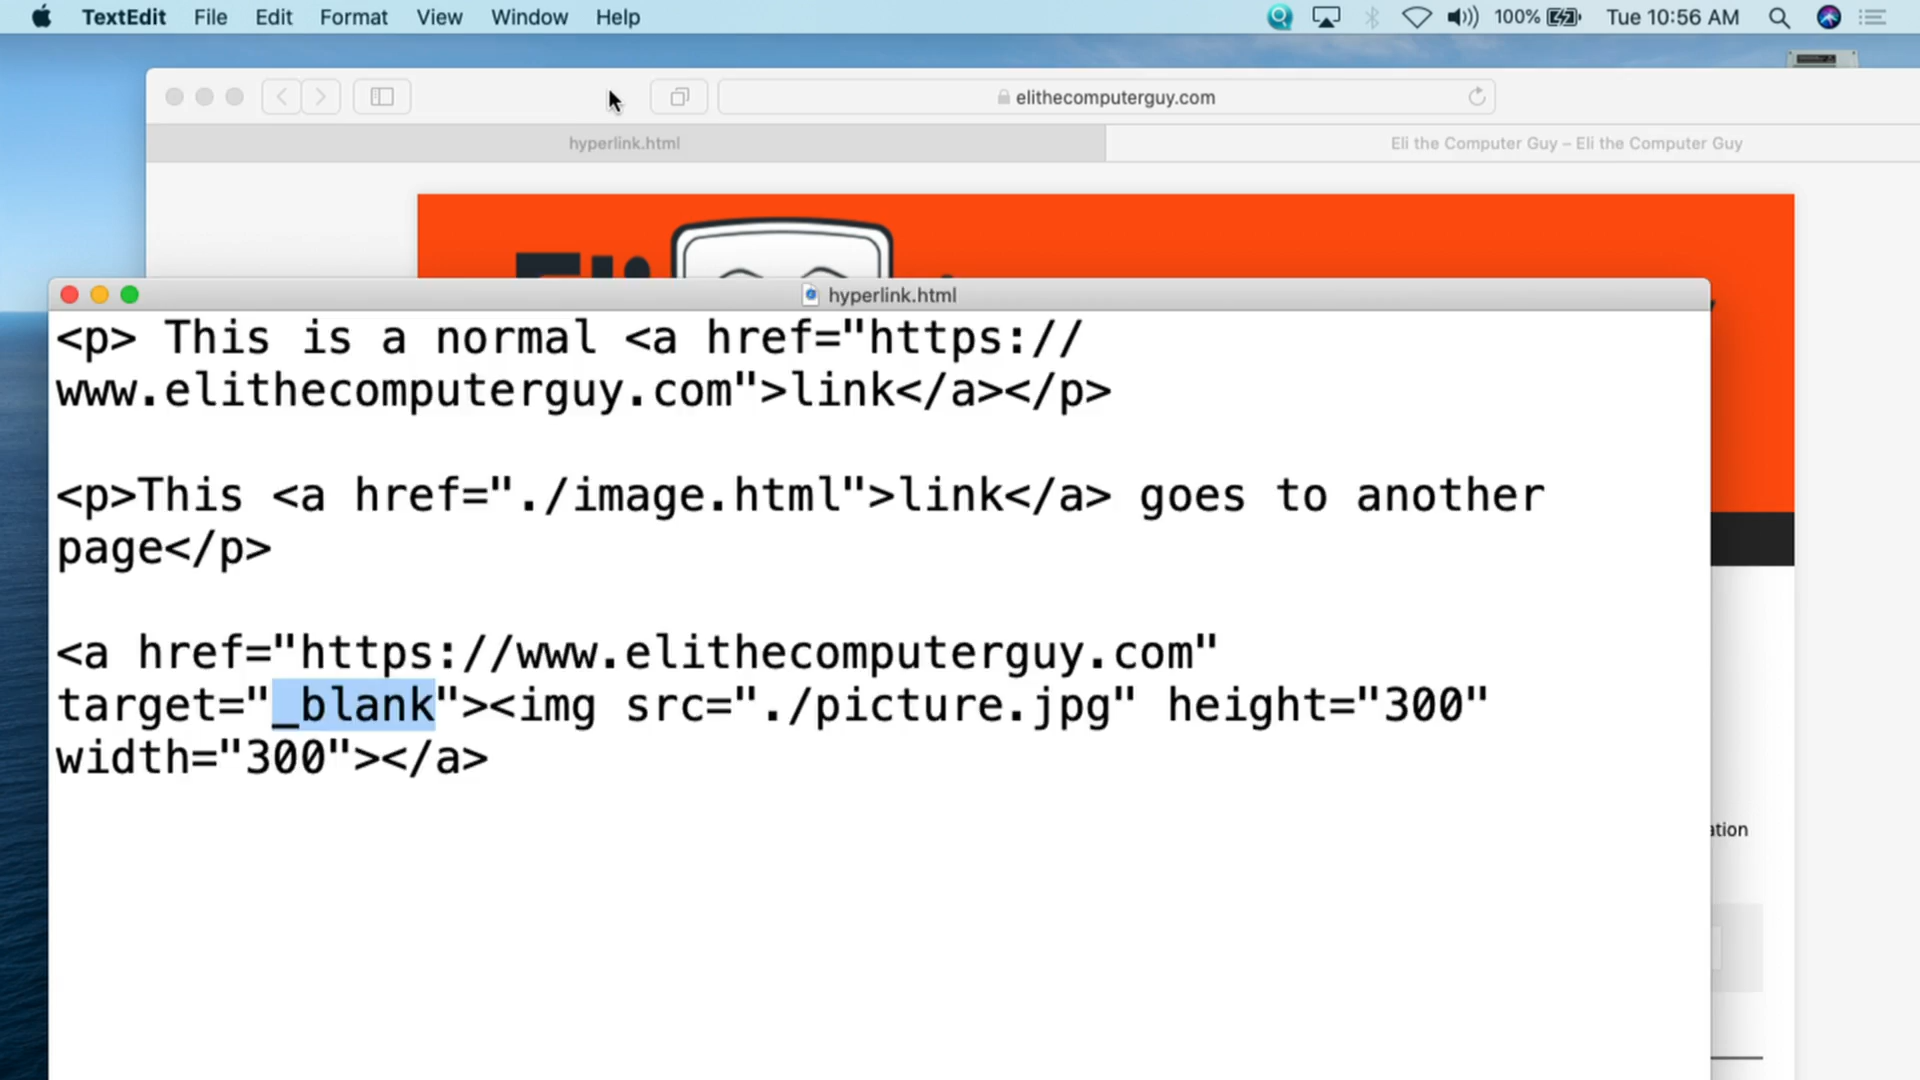 TextEdit File Edit Format View Window Help 100% Tue 10:56 AM
elithecomputerguy.com
hyperlink.html Eli the Computer Guy – Eli the Computer Guy
Eli
hyperlink.html
<p> This is a normal <a href="https://
www.elithecomputerguy.com">link</a></p>
<p>This <a href="./image.html">link</a> goes to another
page</p>
<a href="https://www.elithecomputerguy.com"
target="_blank"><img src="./picture.jpg" height="300"
width="300"></a>
ation